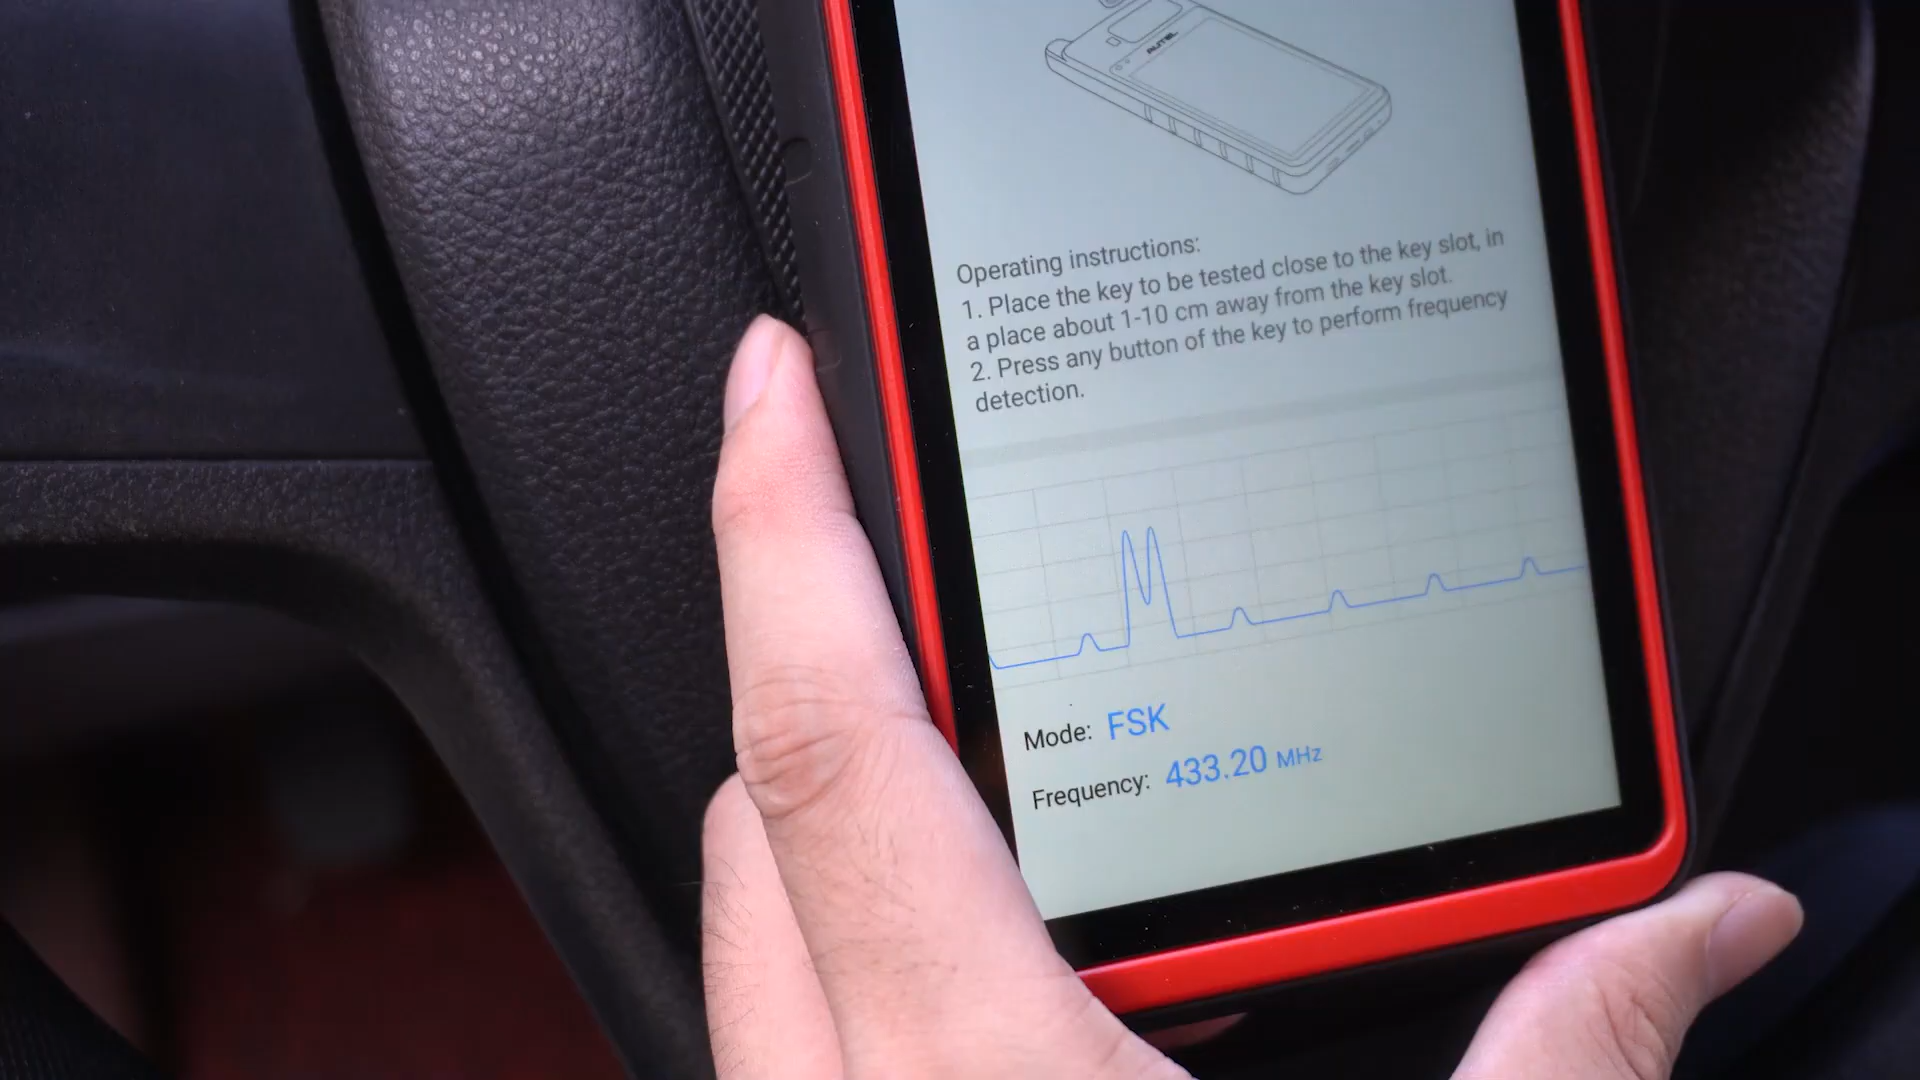 AUTEL
Operating instructions:
1. Place the key to be tested close to the key slot, in
a place about 1-10 cm away from the key slot.
2. Press any button of the key to perform frequency
detection.
Mode: FSK
Frequency: 433.20 MHz